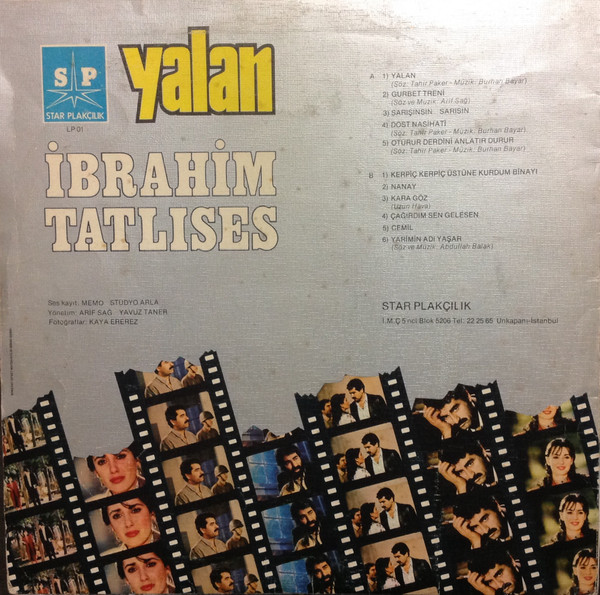 S P
STAR PLAKÇILIK
LP 01
yalan
İBRAHİM
TATLISES
A 1) YALAN
(Söz: Tahir Paker - Müzik: Burhan Bayar)
2) GURBET TRENİ
(Söz ve Müzik: Arif Sağ)
3) SARIŞINSIN SARISIN
4) DOST NASİHATİ
(Söz: Tahir Paker - Müzik: Burhan Bayar)
5) OTURUR DERDİNİ ANLATIR DURUR
(Söz: Tahir Paker - Müzik: Burhan Bayar)
B 1) KERPİÇ KERPİÇ ÜSTÜNE KURDUM BİNAYI
2) NANAY
3) KARA GÖZ
(Uzun Hava)
4) ÇAĞIRDIM SEN GELESEN
5) CEMİL
6) YARİMİN ADI YAŞAR
(Söz ve Müzik: Abdullah Balak)
Ses kayıt: MEMO STÜDYO ARLA
Yönetim: ARİF SAĞ YAVUZ TANER
Fotoğraflar: KAYA EREREZ
STAR PLAKÇILIK
İ.M.Ç 5 nci Blok 5206 Tel: 22 25 65 Unkapanı-İstanbul